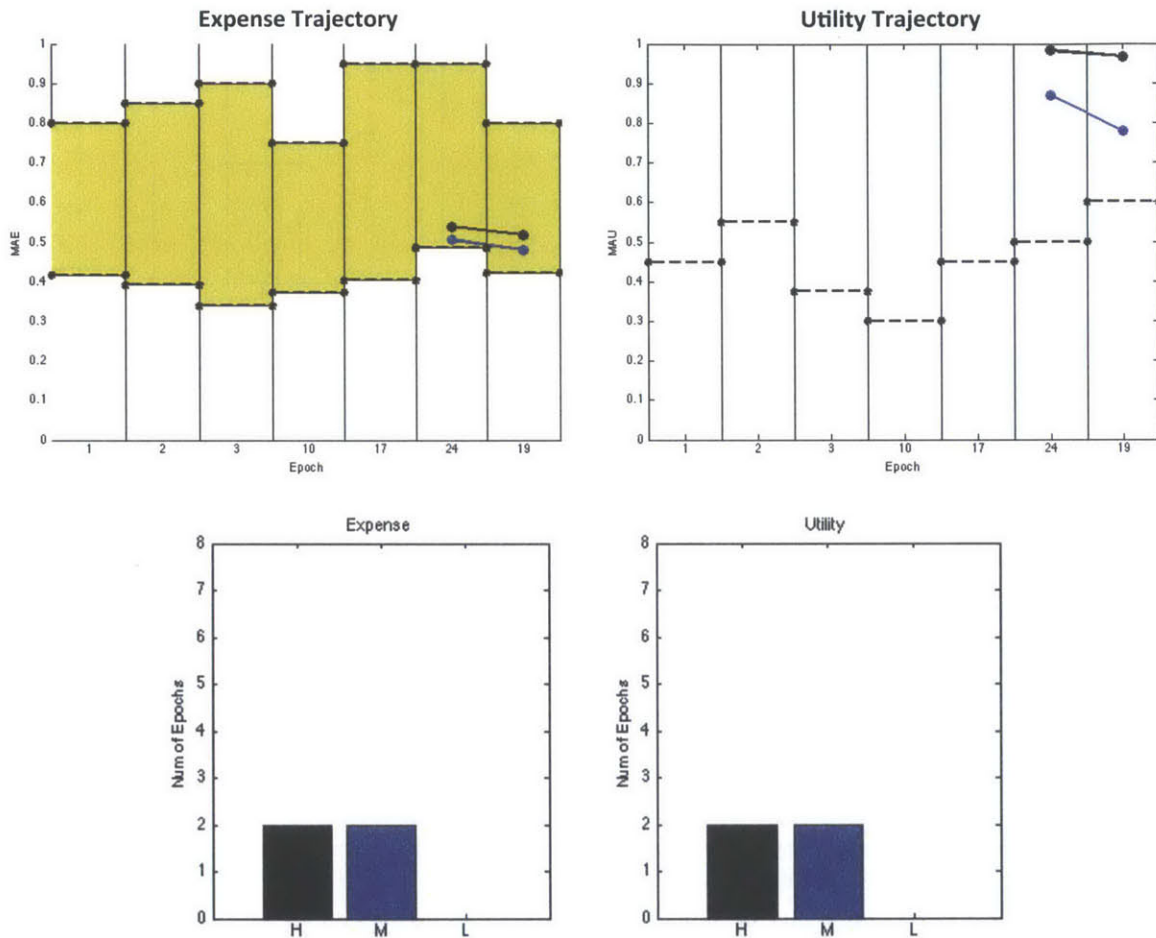 Expense Trajectory
1
0.9
0.8
0.7
0.6
0.5
0.4
0.3
0.2
0.1
0
MAE
1 2 3 10 17 24 19
Epoch
Utility Trajectory
1
0.9
0.8
0.7
0.6
0.5
0.4
0.3
0.2
0.1
0
MAU
1 2 3 10 17 24 19
Epoch
Expense
8
7
6
5
4
3
2
1
0
Num of Epochs
H M L
Utility
8
7
6
5
4
3
2
1
0
Num of Epochs
H M L